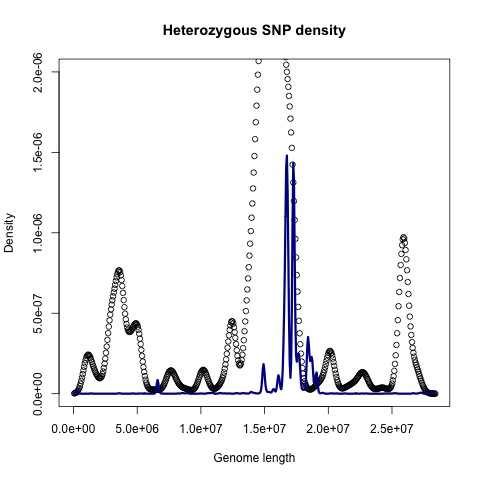 Heterozygous SNP density
Density
2.0e-06
1.5e-06
1.0e-06
5.0e-07
0.0e+00
0.0e+00 5.0e+06 1.0e+07 1.5e+07 2.0e+07 2.5e+07
Genome length